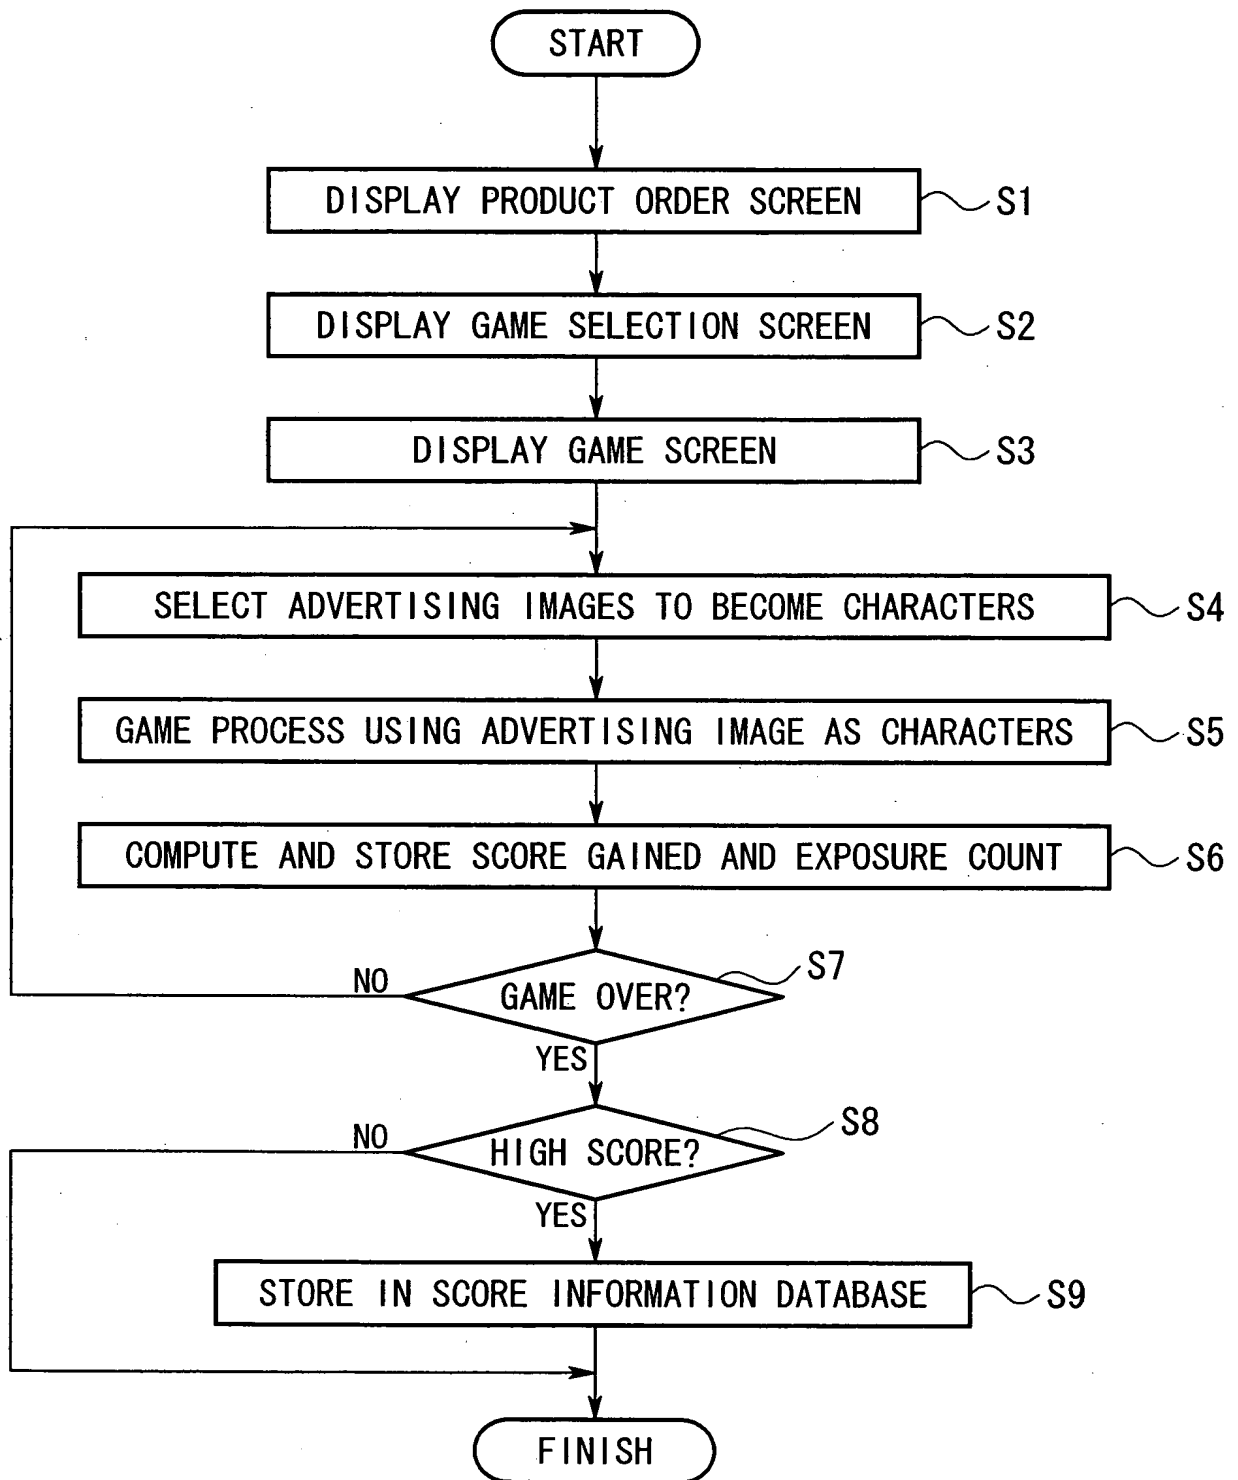 START
DISPLAY PRODUCT ORDER SCREEN
S1
DISPLAY GAME SELECTION SCREEN
S2
DISPLAY GAME SCREEN
S3
SELECT ADVERTISING IMAGES TO BECOME CHARACTERS
S4
GAME PROCESS USING ADVERTISING IMAGE AS CHARACTERS
S5
COMPUTE AND STORE SCORE GAINED AND EXPOSURE COUNT
S6
NO
GAME OVER?
S7
YES
NO
HIGH SCORE?
S8
YES
STORE IN SCORE INFORMATION DATABASE
S9
FINISH